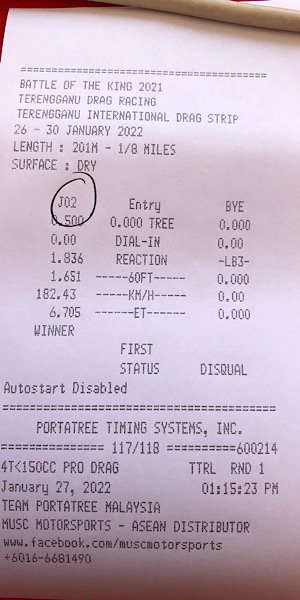 ==========================================
BATTLE OF THE KING 2021
TERENGGANU DRAG RACING
TERENGGANU INTERNATIONAL DRAG STRIP
26 - 30 JANUARY 2022
LENGTH : 201M - 1/8 MILES
SURFACE : DRY
J02 Entry BYE
0.500 0.000 TREE 0.000
0.00 DIAL-IN 0.00
1.836 REACTION -LB3-
1.651 -----60FT----- 0.000
182.43 -----KM/H----- 0.00
6.705 ------ET------ 0.000
WINNER
FIRST
STATUS DISQUAL
Autostart Disabled
==========================================
PORTATREE TIMING SYSTEMS, INC.
=============== 117/118 ==========600214
4T<150CC PRO DRAG TTRL RND 1
January 27, 2022 01:15:23 PM
TEAM PORTATREE MALAYSIA
MUSC MOTORSPORTS - ASEAN DISTRIBUTOR
www.facebook.com/muscmotorsports
+6016-6681490